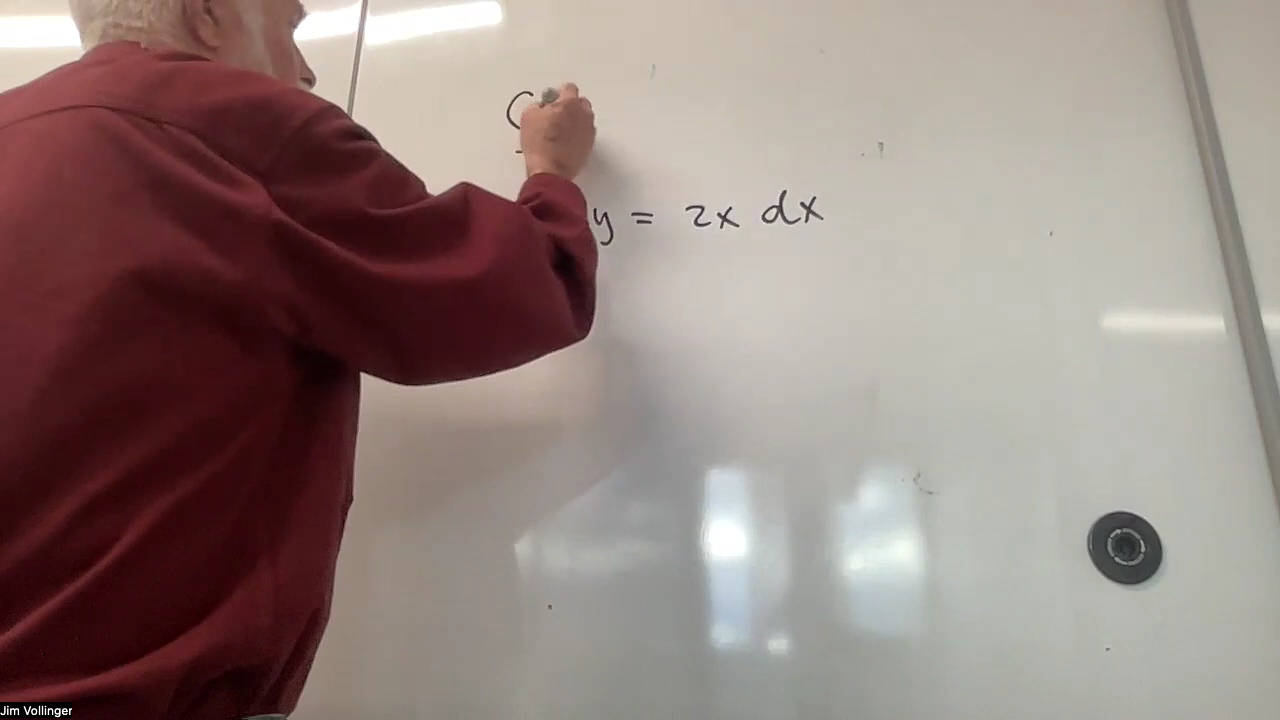 C
y = 2x dx
Jim Vollinger